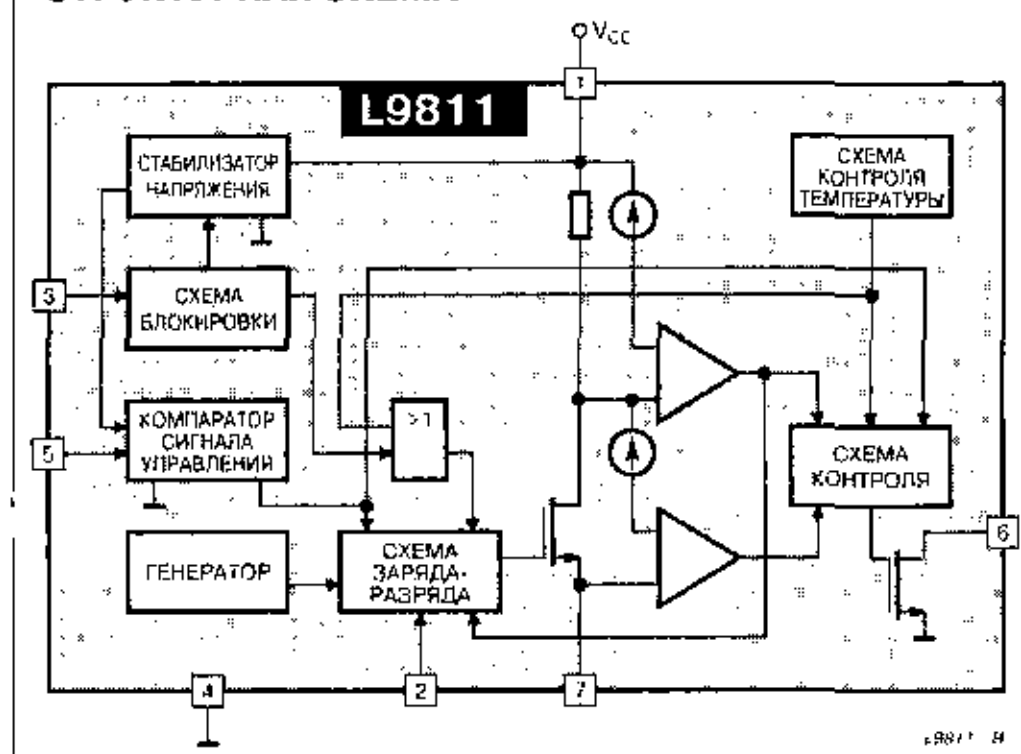 V_CC
1
L9811
СТАБИЛИЗАТОР
НАПРЯЖЕНИЯ
СХЕМА
КОНТРОЛЯ
ТЕМПЕРАТУРЫ
3
СХЕМА
БЛОКИРОВКИ
КОМПАРАТОР
СИГНАЛА
УПРАВЛЕНИЯ
5
>1
СХЕМА
КОНТРОЛЯ
6
ГЕНЕРАТОР
СХЕМА
ЗАРЯДА-
РАЗРЯДА
4
2
7